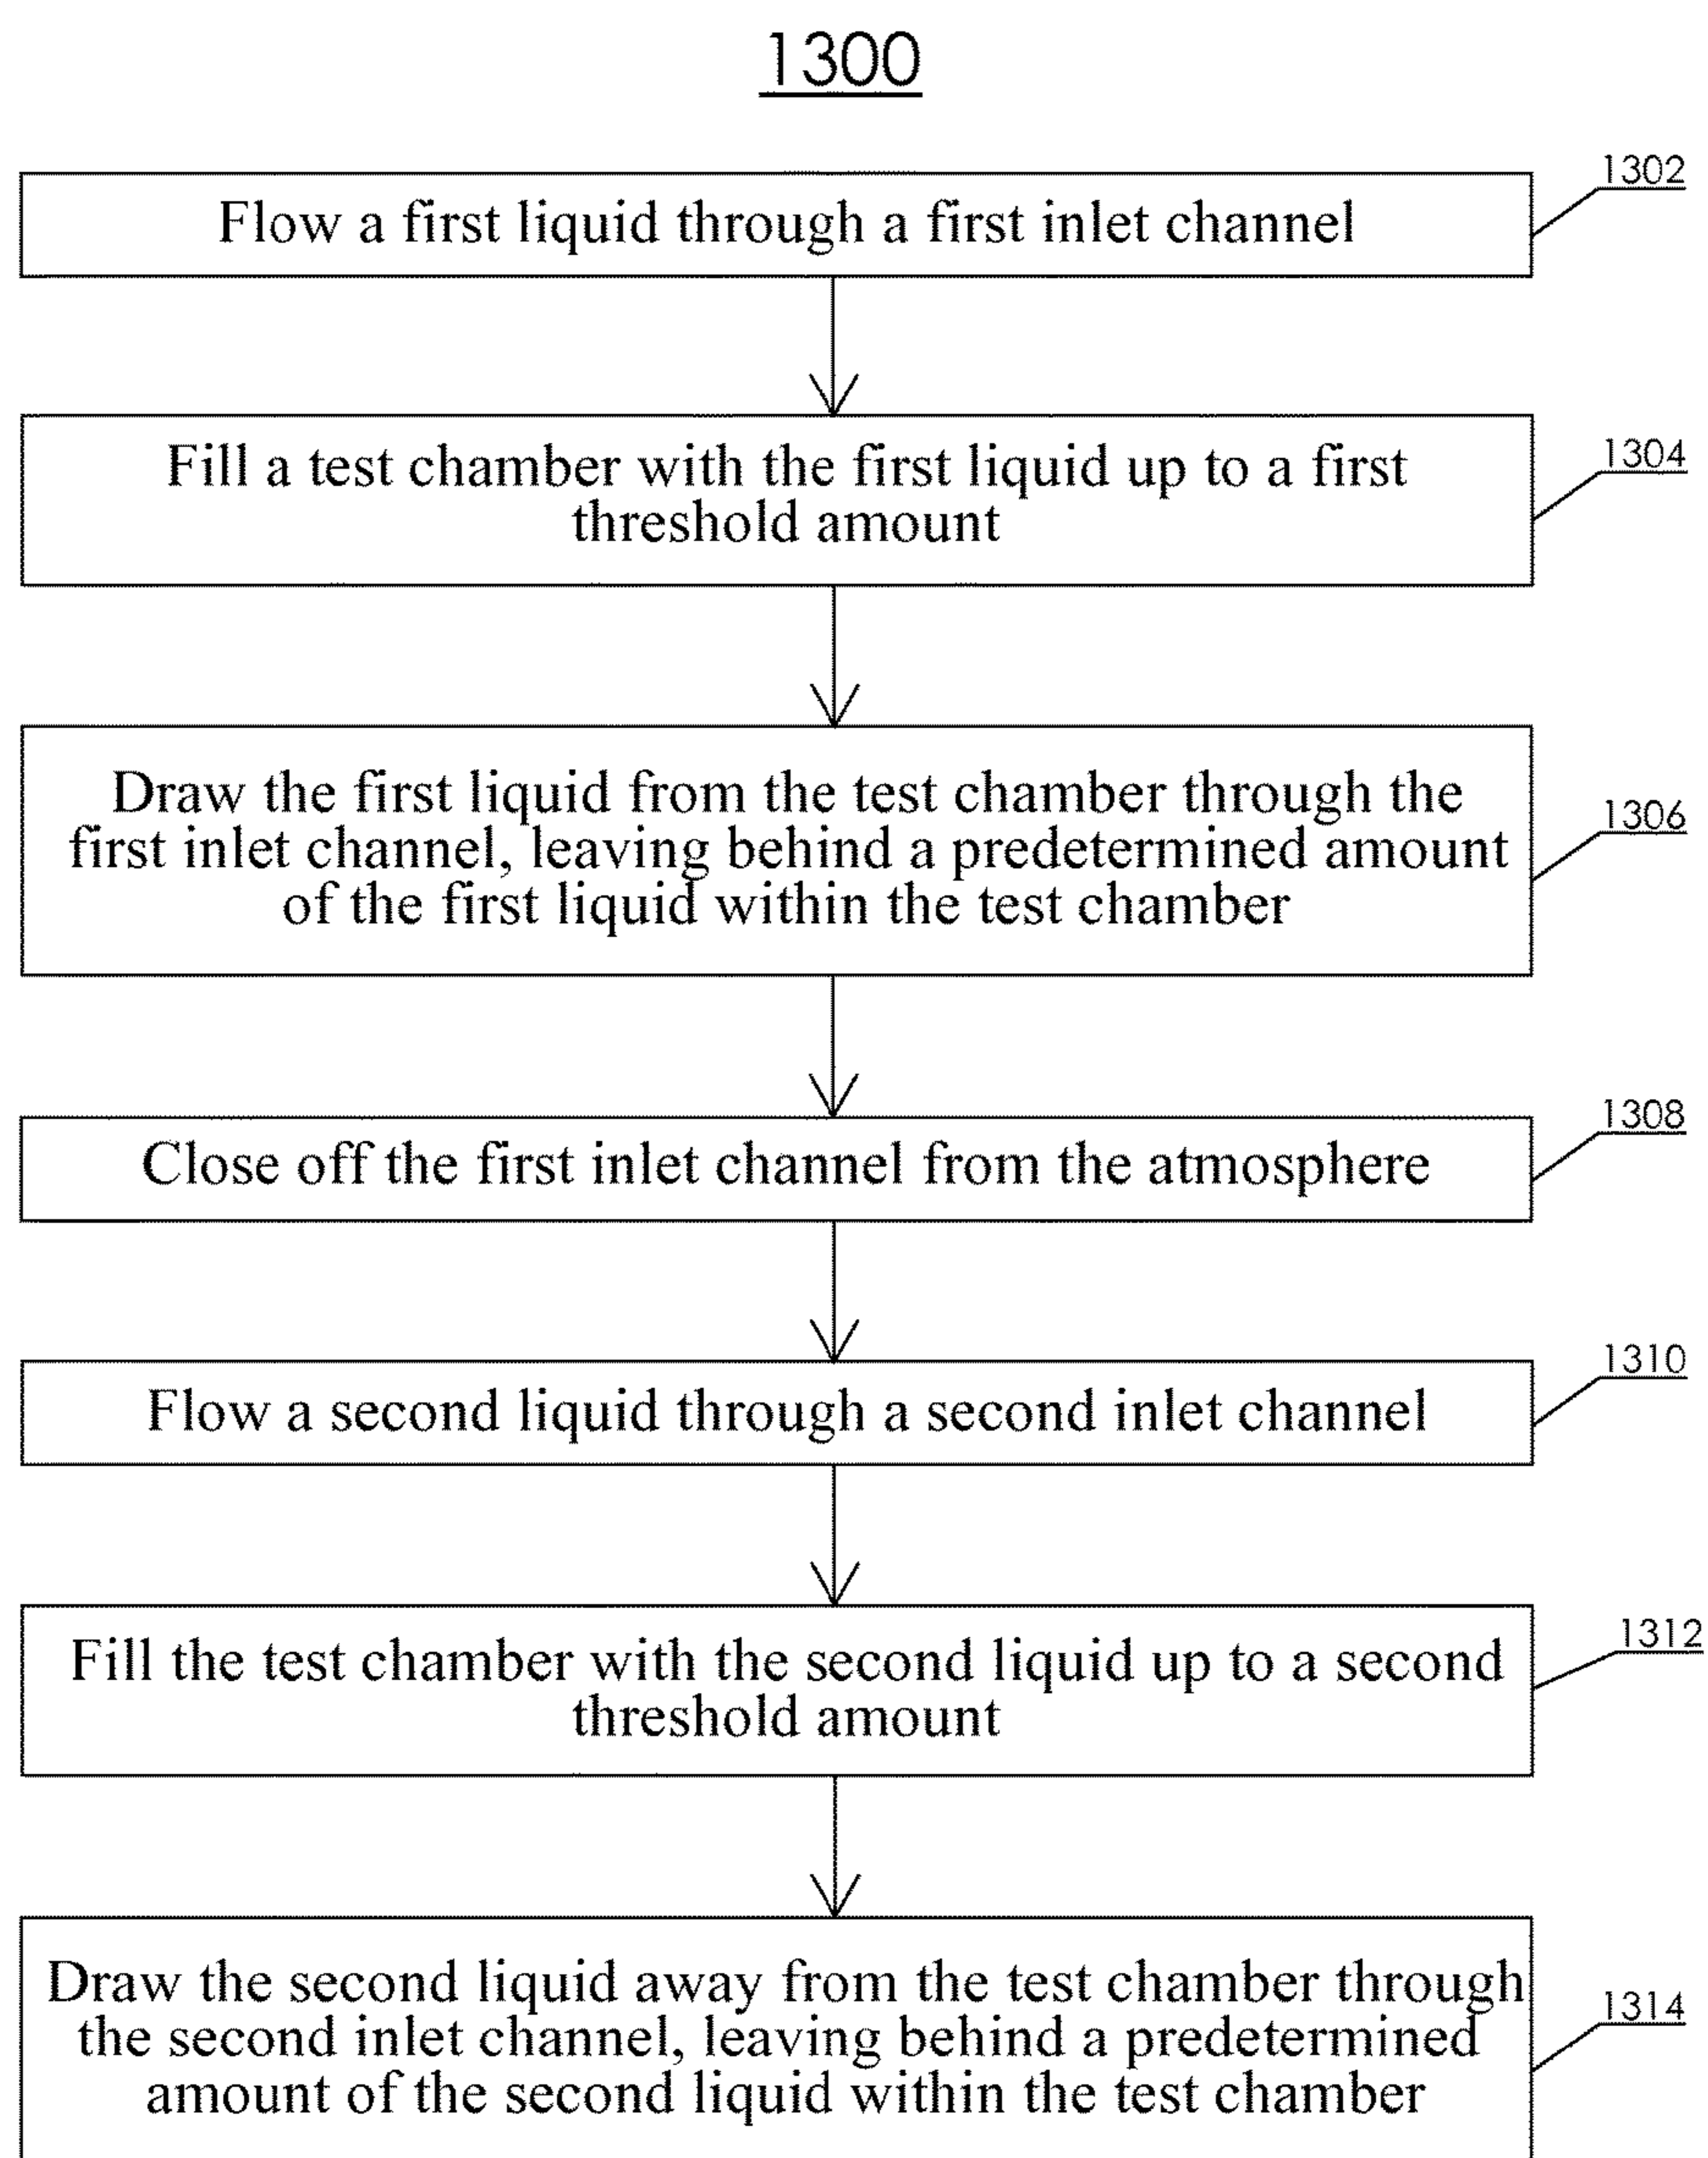 1300
Flow a first liquid through a first inlet channel
1302
Fill a test chamber with the first liquid up to a first
threshold amount
1304
Draw the first liquid from the test chamber through the
first inlet channel, leaving behind a predetermined amount
of the first liquid within the test chamber
1306
Close off the first inlet channel from the atmosphere
1308
Flow a second liquid through a second inlet channel
1310
Fill the test chamber with the second liquid up to a second
threshold amount
1312
Draw the second liquid away from the test chamber through
the second inlet channel, leaving behind a predetermined
amount of the second liquid within the test chamber
1314